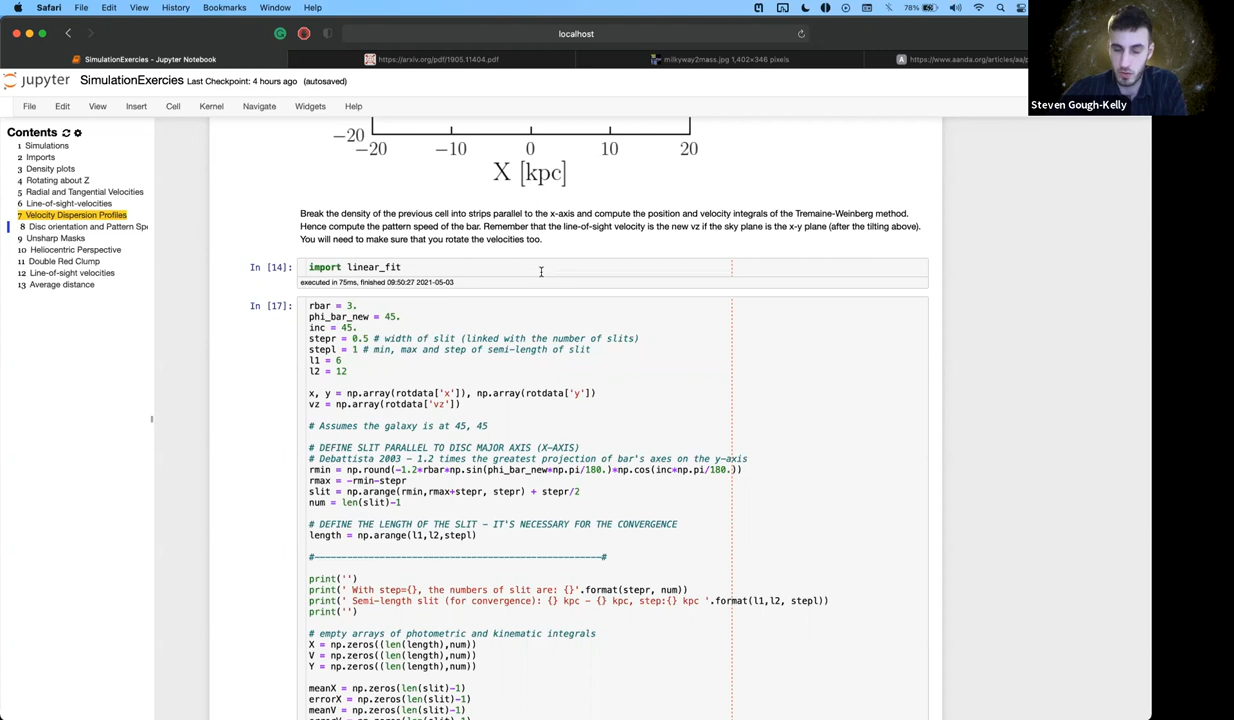 Safari File Edit View History Bookmarks Window Help 78%
localhost
SimulationExercies - Jupyter Notebook
https://arxiv.org/pdf/1905.11404.pdf
milkyway2mass.jpg 1,402×346 pixels
https://www.aanda.org/articles/aa/p
jupyter SimulationExercies Last Checkpoint: 4 hours ago (autosaved)
File Edit View Insert Cell Kernel Navigate Widgets Help
Steven Gough-Kelly
Contents
1 Simulations
2 Imports
3 Density plots
4 Rotating about Z
5 Radial and Tangential Velocities
6 Line-of-sight-velocities
7 Velocity Dispersion Profiles
8 Disc orientation and Pattern Spe
9 Unsharp Masks
10 Heliocentric Perspective
11 Double Red Clump
12 Line-of-sight velocities
13 Average distance
−20
−20 −10 0 10 20
X [kpc]
Break the density of the previous cell into strips parallel to the x-axis and compute the position and velocity integrals of the Tremaine-Weinberg method.
Hence compute the pattern speed of the bar. Remember that the line-of-sight velocity is the new vz if the sky plane is the x-y plane (after the tilting above).
You will need to make sure that you rotate the velocities too.
In [14]: import linear_fit
executed in 75ms, finished 09:50:27 2021-05-03
In [17]: rbar = 3.
phi_bar_new = 45.
inc = 45.
stepr = 0.5 # width of slit (linked with the number of slits)
stepl = 1 # min, max and step of semi-length of slit
l1 = 6
l2 = 12
x, y = np.array(rotdata['x']), np.array(rotdata['y'])
vz = np.array(rotdata['vz'])
# Assumes the galaxy is at 45, 45
# DEFINE SLIT PARALLEL TO DISC MAJOR AXIS (X-AXIS)
# Debattista 2003 - 1.2 times the greatest projection of bar's axes on the y-axis
rmin = np.round(-1.2*rbar*np.sin(phi_bar_new*np.pi/180.)*np.cos(inc*np.pi/180.))
rmax = -rmin-stepr
slit = np.arange(rmin,rmax+stepr, stepr) + stepr/2
num = len(slit)-1
# DEFINE THE LENGTH OF THE SLIT - IT'S NECESSARY FOR THE CONVERGENCE
length = np.arange(l1,l2,stepl)
#----------------------------------------------------#
print('')
print(' With step={}, the numbers of slit are: {}'.format(stepr, num))
print(' Semi-length slit (for convergence): {} kpc - {} kpc, step:{} kpc '.format(l1,l2, stepl))
print('')
# empty arrays of photometric and kinematic integrals
X = np.zeros((len(length),num))
V = np.zeros((len(length),num))
Y = np.zeros((len(length),num))
meanX = np.zeros(len(slit)-1)
errorX = np.zeros(len(slit)-1)
meanV = np.zeros(len(slit)-1)